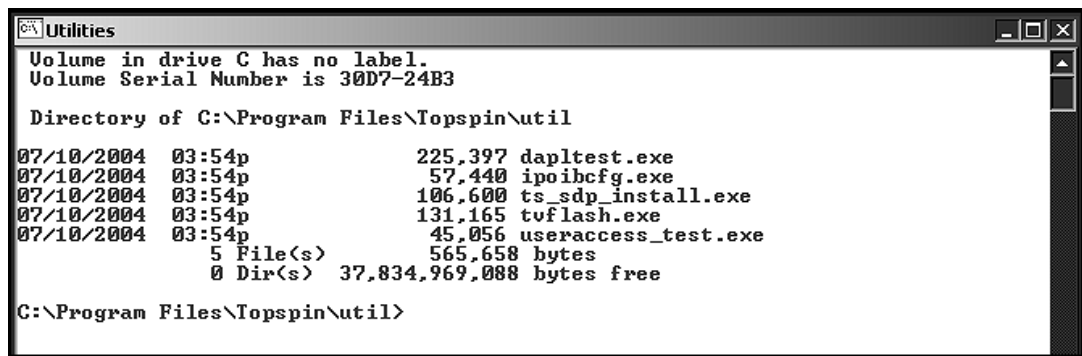 Utilities
Volume in drive C has no label.
Volume Serial Number is 30D7-24B3
Directory of C:\Program Files\Topspin\util
07/10/2004 03:54p 225,397 dapltest.exe
07/10/2004 03:54p 57,440 ipoibcfg.exe
07/10/2004 03:54p 106,600 ts_sdp_install.exe
07/10/2004 03:54p 131,165 tvflash.exe
07/10/2004 03:54p 45,056 useraccess_test.exe
5 File(s) 565,658 bytes
0 Dir(s) 37,834,969,088 bytes free
C:\Program Files\Topspin\util>